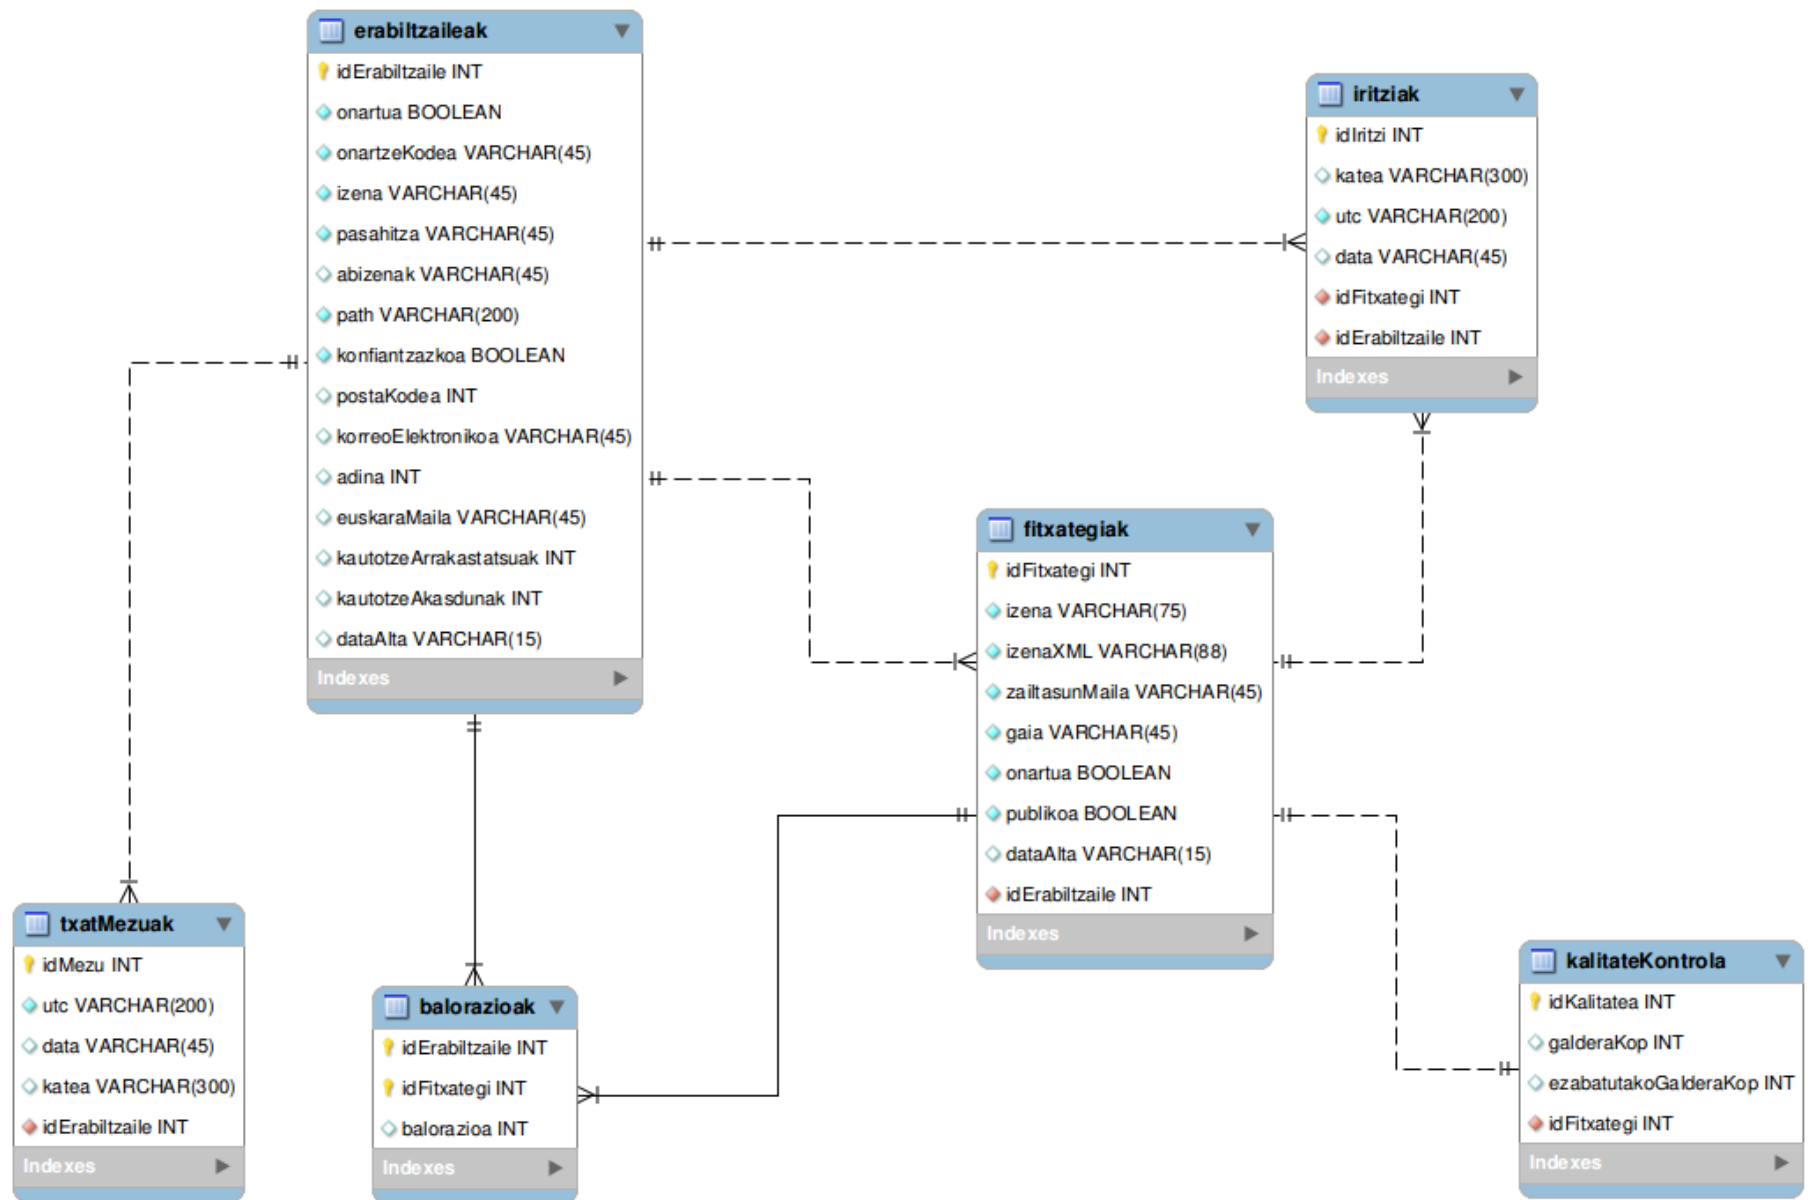 erabiltzaileak
idErabiltzaile INT
onartua BOOLEAN
onartzeKodea VARCHAR(45)
izena VARCHAR(45)
pasahitza VARCHAR(45)
abizenak VARCHAR(45)
path VARCHAR(200)
konfiantzazkoa BOOLEAN
postaKodea INT
korreoElektronikoa VARCHAR(45)
adina INT
euskaraMaila VARCHAR(45)
kautotzeArrakastatsuak INT
kautotzeAkasdunak INT
dataAlta VARCHAR(15)
Indexes
iritziak
idIritzi INT
katea VARCHAR(300)
utc VARCHAR(200)
data VARCHAR(45)
idFitxategi INT
idErabiltzaile INT
Indexes
fitxategiak
idFitxategi INT
izena VARCHAR(75)
izenaXML VARCHAR(88)
zailtasunMaila VARCHAR(45)
gaia VARCHAR(45)
onartua BOOLEAN
publikoa BOOLEAN
dataAlta VARCHAR(15)
idErabiltzaile INT
Indexes
txatMezuak
idMezu INT
utc VARCHAR(200)
data VARCHAR(45)
katea VARCHAR(300)
idErabiltzaile INT
Indexes
balorazioak
idErabiltzaile INT
idFitxategi INT
balorazioa INT
Indexes
kalitateKontrola
idKalitatea INT
galderaKop INT
ezabatutakoGalderaKop INT
idFitxategi INT
Indexes